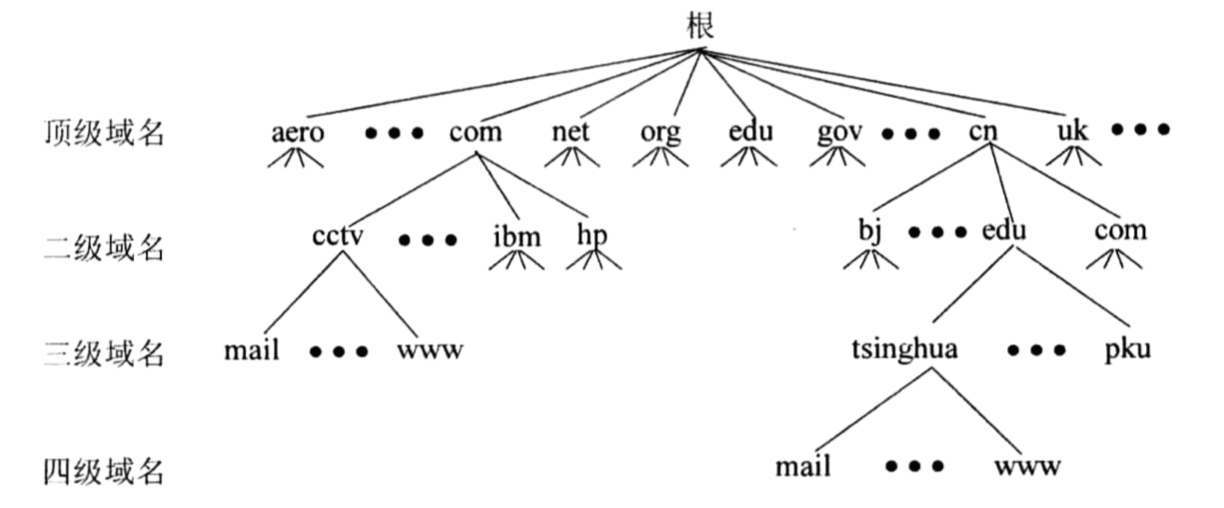 根
顶级域名 aero ••• com net org edu gov ••• cn uk •••
二级域名 cctv ••• ibm hp bj ••• edu com
三级域名 mail ••• www tsinghua ••• pku
四级域名 mail ••• www